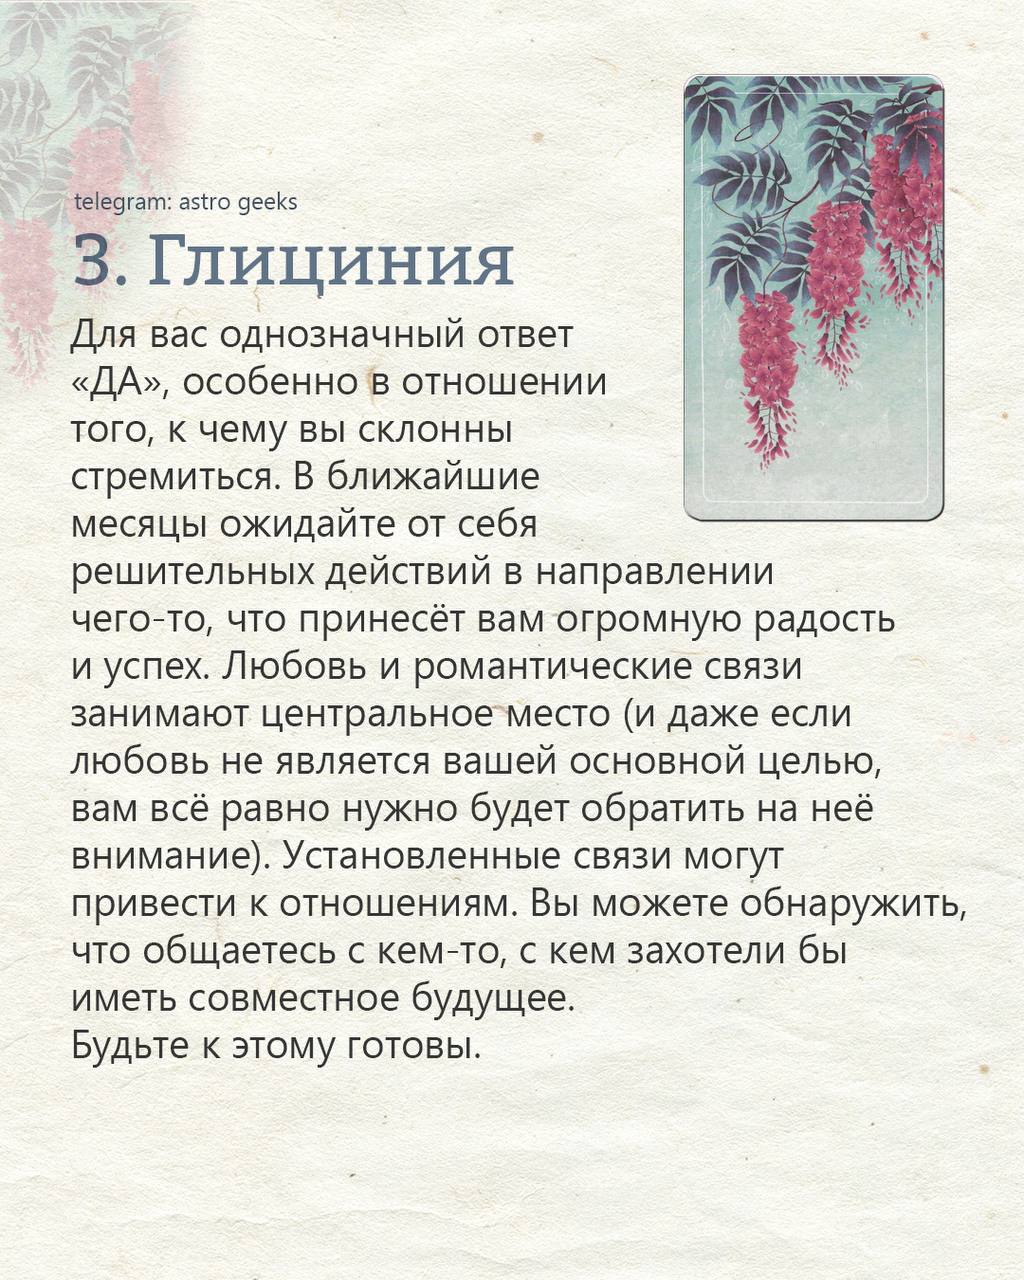 telegram: astro geeks
3. Глициния
Для вас однозначный ответ
«ДА», особенно в отношении
того, к чему вы склонны
стремиться. В ближайшие
месяцы ожидайте от себя
решительных действий в направлении
чего-то, что принесёт вам огромную радость
и успех. Любовь и романтические связи
занимают центральное место (и даже если
любовь не является вашей основной целью,
вам всё равно нужно будет обратить на неё
внимание). Установленные связи могут
привести к отношениям. Вы можете обнаружить,
что общаетесь с кем-то, с кем захотели бы
иметь совместное будущее.
Будьте к этому готовы.